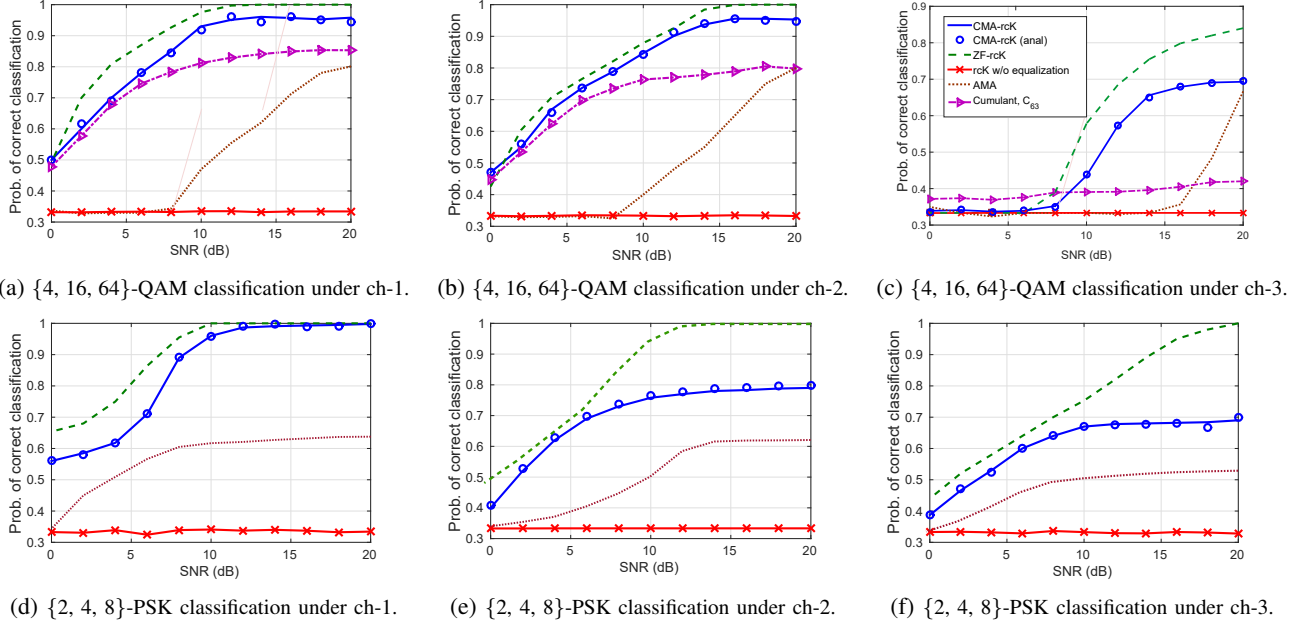 1
0.9
0.8
0.7
0.6
0.5
0.4
0.3
Prob. of correct classification
0 5 10 15 20
SNR (dB)
(a) {4, 16, 64}-QAM classification under ch-1.
1
0.9
0.8
0.7
0.6
0.5
0.4
0.3
Prob. of correct classification
0 5 10 15 20
SNR (dB)
(b) {4, 16, 64}-QAM classification under ch-2.
0.9
0.8
0.7
0.6
0.5
0.4
0.3
Prob. of correct classification
CMA-rcK
CMA-rcK (anal)
ZF-rcK
rcK w/o equalization
AMA
Cumulant, C63
0 5 10 15 20
SNR (dB)
(c) {4, 16, 64}-QAM classification under ch-3.
1
0.9
0.8
0.7
0.6
0.5
0.4
0.3
Prob. of correct classification
0 5 10 15 20
SNR (dB)
(d) {2, 4, 8}-PSK classification under ch-1.
1
0.9
0.8
0.7
0.6
0.5
0.4
0.3
Prob. of correct classification
0 5 10 15 20
SNR (dB)
(e) {2, 4, 8}-PSK classification under ch-2.
1
0.9
0.8
0.7
0.6
0.5
0.4
0.3
Prob. of correct classification
0 5 10 15 20
SNR (dB)
(f) {2, 4, 8}-PSK classification under ch-3.